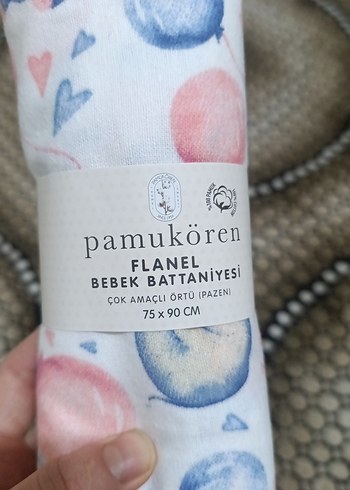 pamukören
FLANEL
BEBEK BATTANİYESİ
ÇOK AMAÇLI ÖRTÜ (PAZEN)
75 x 90 CM